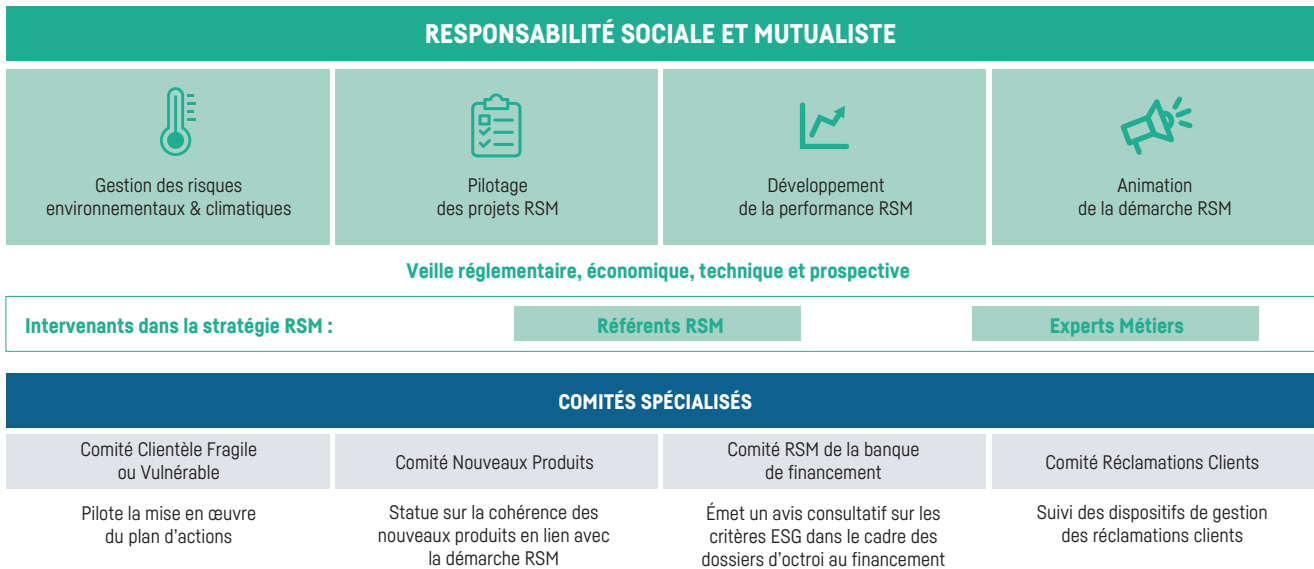 RESPONSABILITÉ SOCIALE ET MUTUALISTE
Gestion des risques
environnementaux & climatiques
Pilotage
des projets RSM
Développement
de la performance RSM
Animation
de la démarche RSM
Veille réglementaire, économique, technique et prospective
Intervenants dans la stratégie RSM :
Référents RSM
Experts Métiers
COMITÉS SPÉCIALISÉS
Comité Clientèle Fragile
ou Vulnérable
Comité Nouveaux Produits
Comité RSM de la banque
de financement
Comité Réclamations Clients
Pilote la mise en œuvre
du plan d’actions
Statue sur la cohérence des
nouveaux produits en lien avec
la démarche RSM
Émet un avis consultatif sur les
critères ESG dans le cadre des
dossiers d’octroi au financement
Suivi des dispositifs de gestion
des réclamations clients